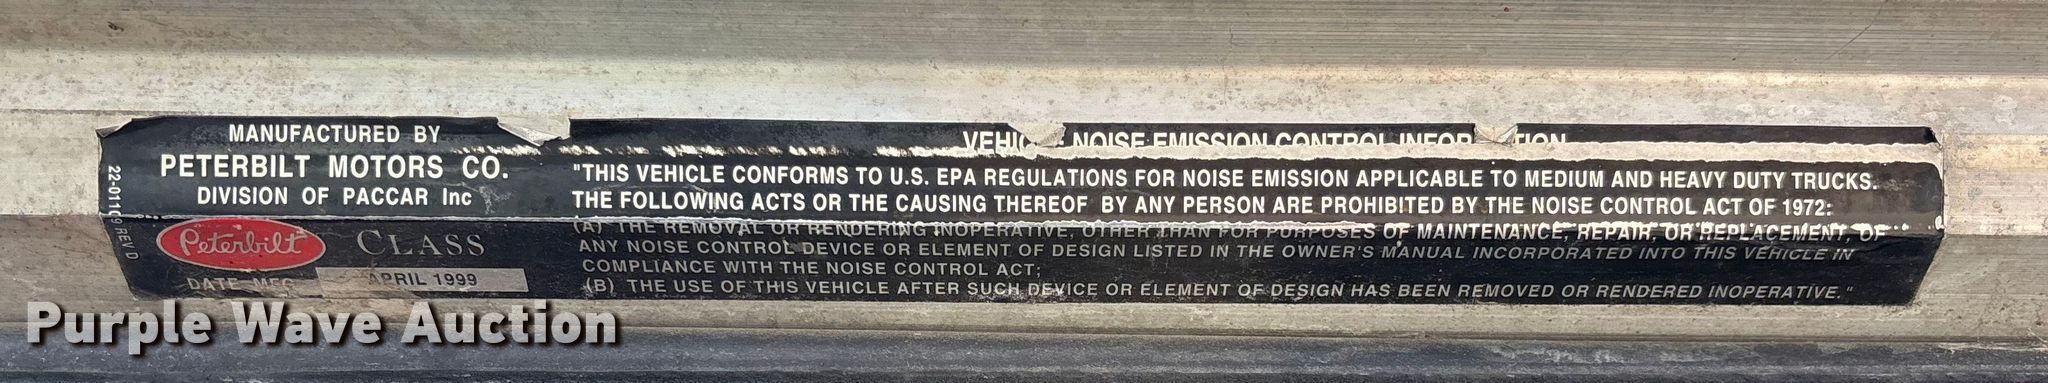 MANUFACTURED BY
PETERBILT MOTORS CO.
DIVISION OF PACCAR Inc
Peterbilt CLASS
DATE MFG APRIL 1999
REV D
VEHICLE NOISE EMISSION CONTROL INFORMATION
"THIS VEHICLE CONFORMS TO U.S. EPA REGULATIONS FOR NOISE EMISSION APPLICABLE TO MEDIUM AND HEAVY DUTY TRUCKS.
THE FOLLOWING ACTS OR THE CAUSING THEREOF BY ANY PERSON ARE PROHIBITED BY THE NOISE CONTROL ACT OF 1972:
(A) THE REMOVAL OR RENDERING INOPERATIVE, OTHER THAN FOR PURPOSES OF MAINTENANCE, REPAIR, OR REPLACEMENT, OF
ANY NOISE CONTROL DEVICE OR ELEMENT OF DESIGN LISTED IN THE OWNER'S MANUAL INCORPORATED INTO THIS VEHICLE IN
COMPLIANCE WITH THE NOISE CONTROL ACT;
(B) THE USE OF THIS VEHICLE AFTER SUCH DEVICE OR ELEMENT OF DESIGN HAS BEEN REMOVED OR RENDERED INOPERATIVE."
Purple Wave Auction